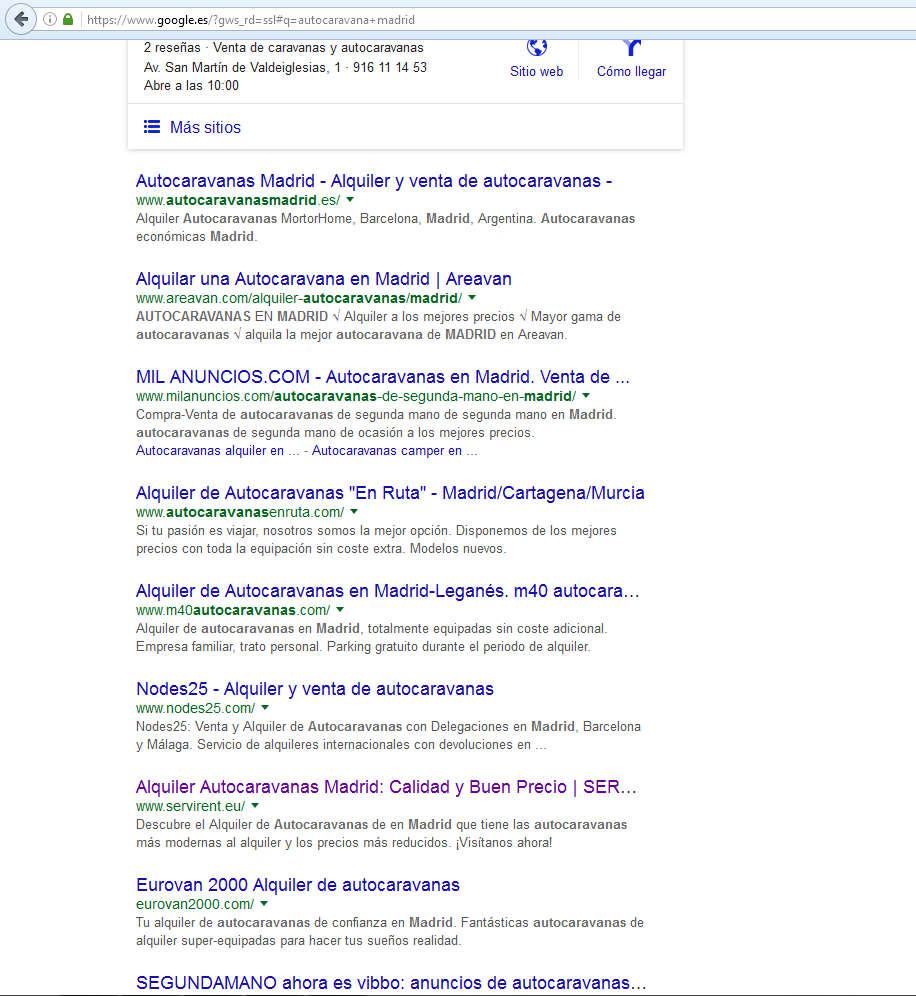 https://www.google.es/?gws_rd=ssl#q=autocaravana+madrid
2 reseñas · Venta de caravanas y autocaravanas
Av. San Martín de Valdeiglesias, 1 · 916 11 14 53
Abre a las 10:00
Sitio web
Cómo llegar
Más sitios
Autocaravanas Madrid - Alquiler y venta de autocaravanas -
www.autocaravanasmadrid.es/
Alquiler Autocaravanas MortorHome, Barcelona, Madrid, Argentina. Autocaravanas
económicas Madrid.
Alquilar una Autocaravana en Madrid | Areavan
www.areavan.com/alquiler-autocaravanas/madrid/
AUTOCARAVANAS EN MADRID √ Alquiler a los mejores precios √ Mayor gama de
autocaravanas √ alquila la mejor autocaravana de MADRID en Areavan.
MIL ANUNCIOS.COM - Autocaravanas en Madrid. Venta de ...
www.milanuncios.com/autocaravanas-de-segunda-mano-en-madrid/
Compra-Venta de autocaravanas de segunda mano de segunda mano en Madrid.
autocaravanas de segunda mano de ocasión a los mejores precios.
Autocaravanas alquiler en ... - Autocaravanas camper en ...
Alquiler de Autocaravanas "En Ruta" - Madrid/Cartagena/Murcia
www.autocaravanasenruta.com/
Si tu pasión es viajar, nosotros somos la mejor opción. Disponemos de los mejores
precios con toda la equipación sin coste extra. Modelos nuevos.
Alquiler de Autocaravanas en Madrid-Leganés. m40 autocara...
www.m40autocaravanas.com/
Alquiler de autocaravanas en Madrid, totalmente equipadas sin coste adicional.
Empresa familiar, trato personal. Parking gratuito durante el periodo de alquiler.
Nodes25 - Alquiler y venta de autocaravanas
www.nodes25.com/
Nodes25: Venta y Alquiler de Autocaravanas con Delegaciones en Madrid, Barcelona
y Málaga. Servicio de alquileres internacionales con devoluciones en ...
Alquiler Autocaravanas Madrid: Calidad y Buen Precio | SER...
www.servirent.eu/
Descubre el Alquiler de Autocaravanas de en Madrid que tiene las autocaravanas
más modernas al alquiler y los precios más reducidos. ¡Visítanos ahora!
Eurovan 2000 Alquiler de autocaravanas
eurovan2000.com/
Tu alquiler de autocaravanas de confianza en Madrid. Fantásticas autocaravanas de
alquiler super-equipadas para hacer tus sueños realidad.
SEGUNDAMANO ahora es vibbo: anuncios de autocaravanas...